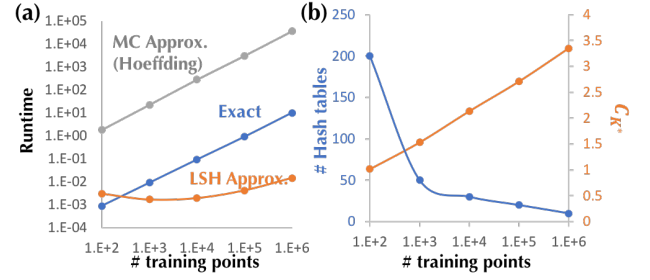 (a)
1.E+05
1.E+04
1.E+03
1.E+02
1.E+01
1.E+00
1.E-01
1.E-02
1.E-03
1.E-04
Runtime
MC Approx.
(Hoeffding)
Exact
LSH Approx.
1.E+2 1.E+3 1.E+4 1.E+5 1.E+6
# training points
(b)
250
200
150
100
50
0
# Hash tables
4
3.5
3
2.5
2
1.5
1
0.5
0
C_K*
1.E+2 1.E+3 1.E+4 1.E+5 1.E+6
# training points